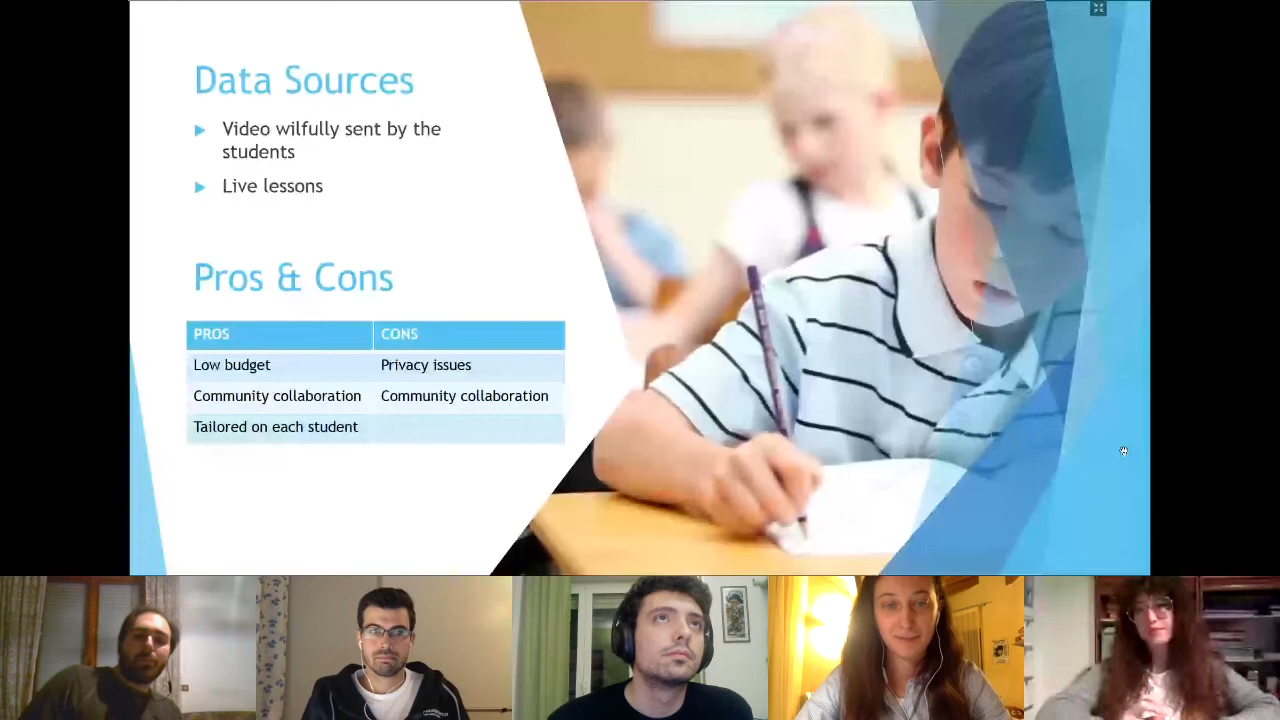 Data Sources
Video wilfully sent by the
students
Live lessons
Pros & Cons
PROS CONS
Low budget Privacy issues
Community collaboration Community collaboration
Tailored on each student